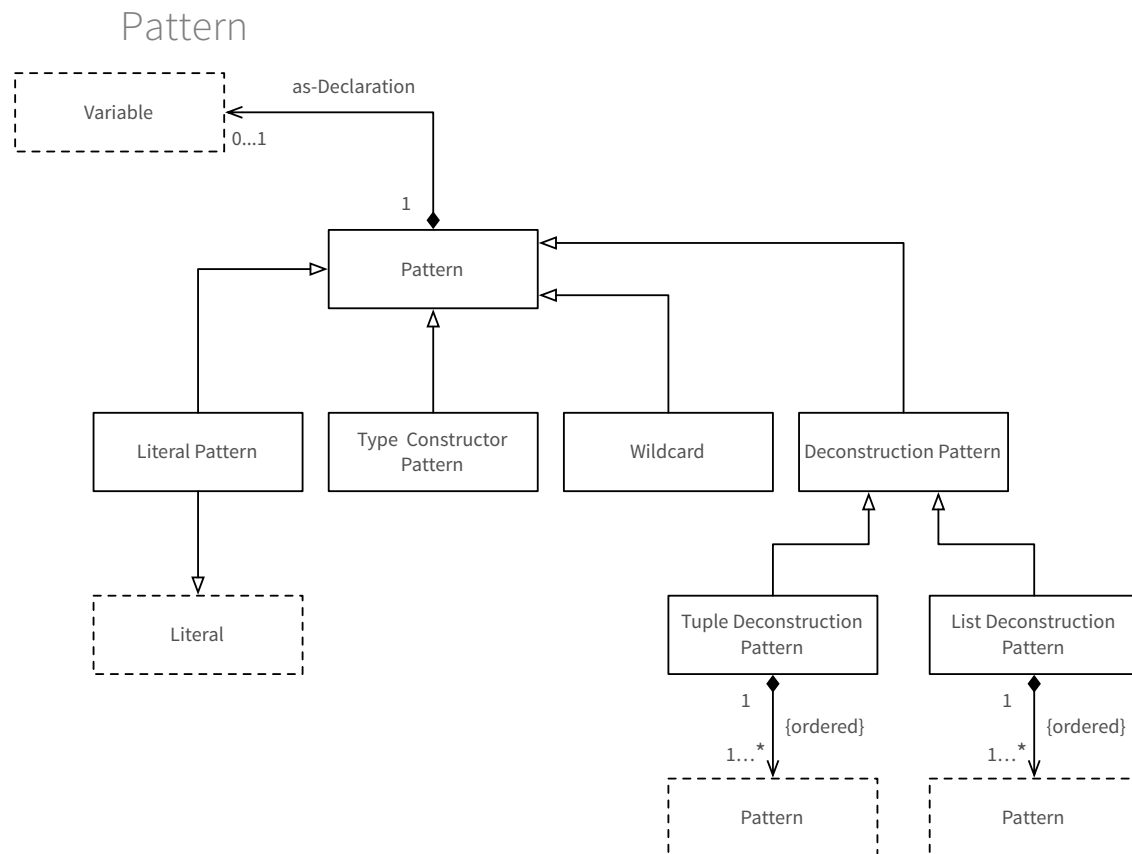 Pattern
Variable
as-Declaration
0...1
1
Pattern
Literal Pattern
Type Constructor
Pattern
Wildcard
Deconstruction Pattern
Literal
Tuple Deconstruction
Pattern
List Deconstruction
Pattern
1
{ordered}
1...*
1
{ordered}
1...*
Pattern
Pattern